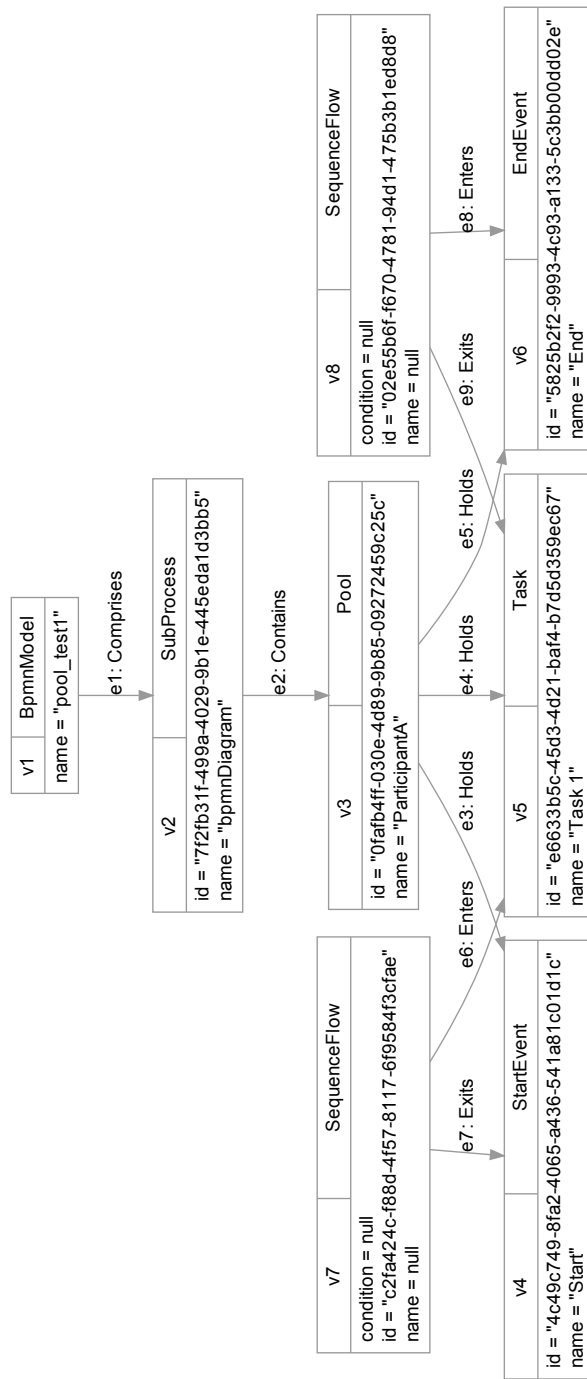 v1 BpmnModel
name = "pool_test1"
e1: Comprises
v2 SubProcess
id = "7f2fb31f-499a-4029-9b1e-445eda1d3bb5"
name = "bpmnDiagram"
e2: Contains
v7 SequenceFlow
condition = null
id = "c2fa424c-f88d-4f57-8117-6f9584f3cfae"
name = null
v3 Pool
id = "0fafb4ff-030e-4d89-9b85-09272459c25c"
name = "ParticipantA"
v8 SequenceFlow
condition = null
id = "02e55b6f-f670-4781-94d1-475b3b1ed8d8"
name = null
e7: Exits
e6: Enters
e3: Holds
e4: Holds
e5: Holds
e9: Exits
e8: Enters
v4 StartEvent
id = "4c49c749-8fa2-4065-a436-541a81c01d1c"
name = "Start"
v5 Task
id = "e6633b5c-45d3-4d21-baf4-b7d5d359ec67"
name = "Task 1"
v6 EndEvent
id = "5825b2f2-9993-4c93-a133-5c3bb00dd02e"
name = "End"